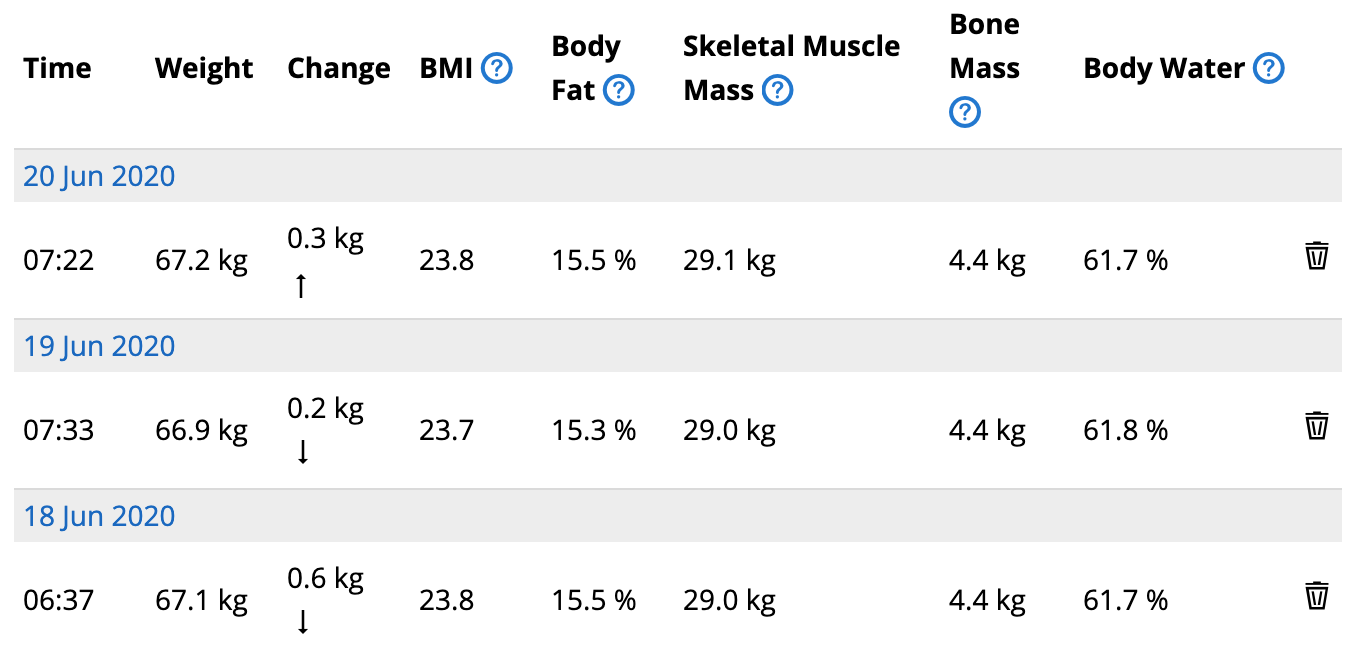 Time Weight Change BMI ? Body Fat ? Skeletal Muscle Mass ? Bone Mass ? Body Water ?
20 Jun 2020
07:22 67.2 kg 0.3 kg ↑ 23.8 15.5 % 29.1 kg 4.4 kg 61.7 %
19 Jun 2020
07:33 66.9 kg 0.2 kg ↓ 23.7 15.3 % 29.0 kg 4.4 kg 61.8 %
18 Jun 2020
06:37 67.1 kg 0.6 kg ↓ 23.8 15.5 % 29.0 kg 4.4 kg 61.7 %